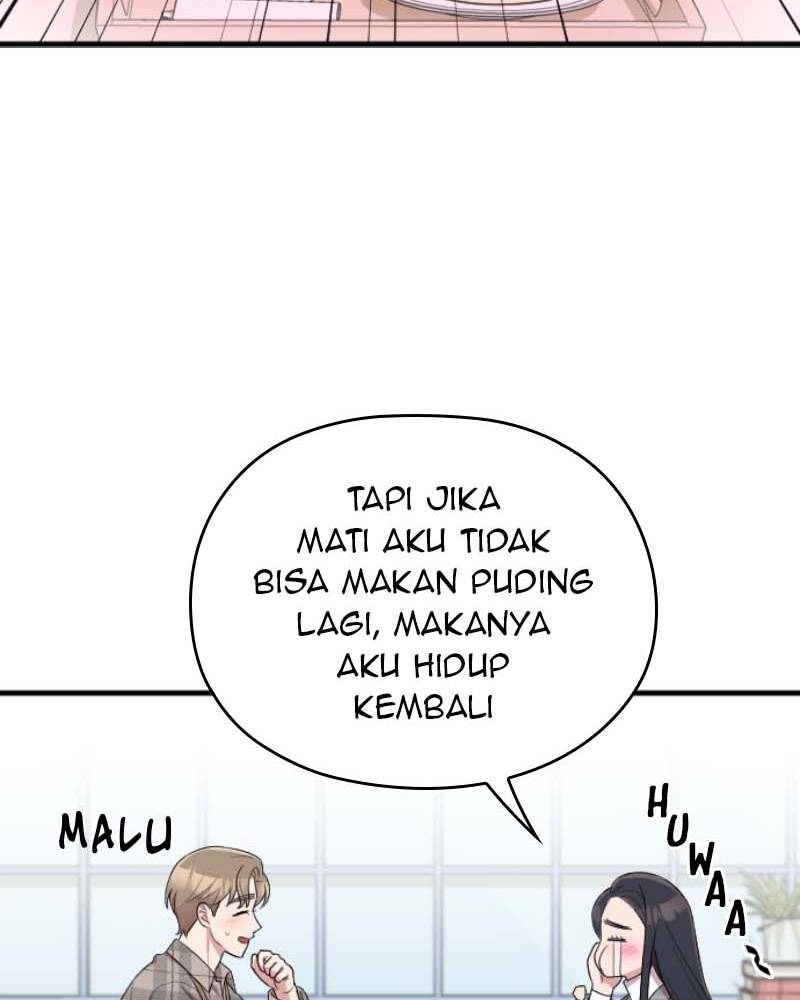 TAPI JIKA
MATI AKU TIDAK
BISA MAKAN PUDING
LAGI, MAKANYA
AKU HIDUP
KEMBALI
MALU
HUWAA~